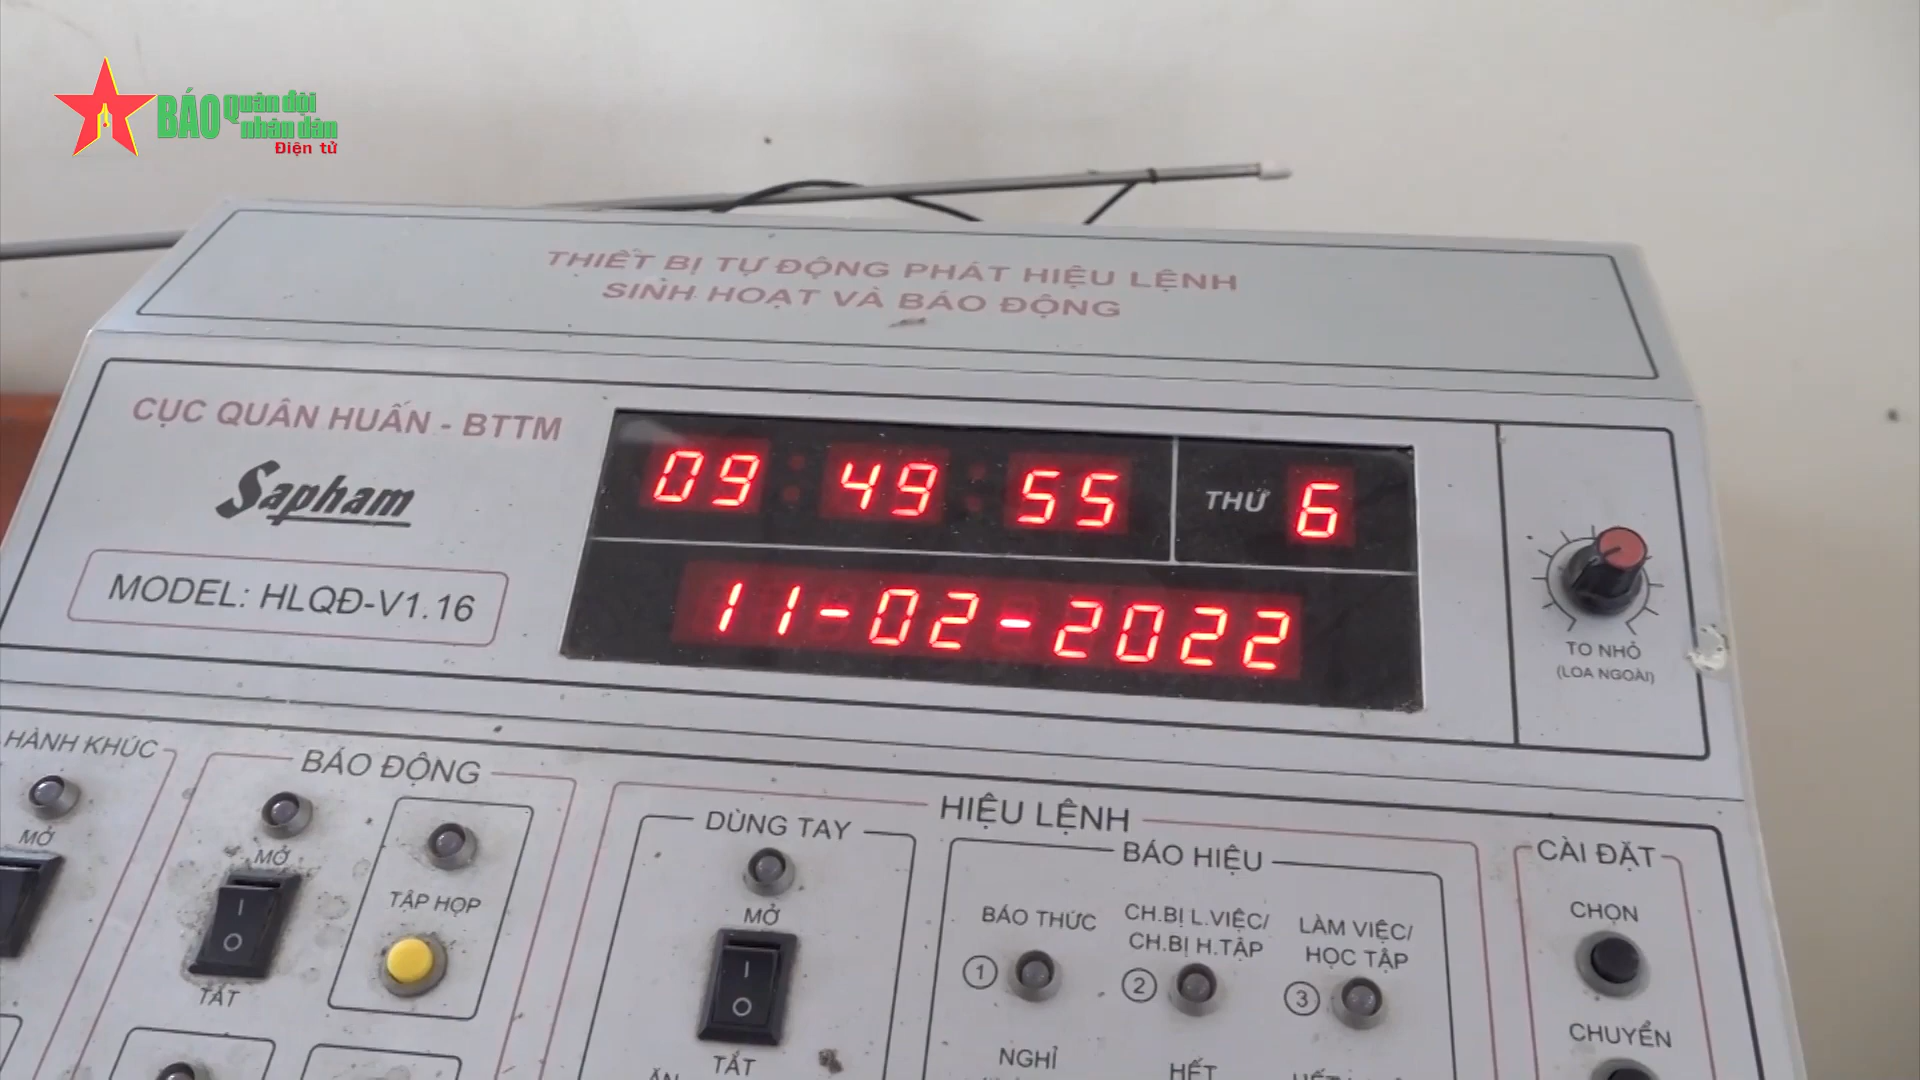 BÁO Quân đội
nhân dân
Điện tử
THIẾT BỊ TỰ ĐỘNG PHÁT HIỆU LỆNH
SINH HOẠT VÀ BÁO ĐỘNG
CỤC QUÂN HUẤN - BTTM
Sapham
MODEL: HLQĐ-V1.16
09 49 55
THỨ 6
11-02-2022
TO NHỎ
(LOA NGOÀI)
HÀNH KHÚC
MỞ
BÁO ĐỘNG
MỞ
TẮT
TẬP HỌP
HIỆU LỆNH
DÙNG TAY
MỞ
TẮT
BÁO HIỆU
BÁO THỨC
1
CH.BỊ L.VIỆC/
CH.BỊ H.TẬP
2
LÀM VIỆC/
HỌC TẬP
3
NGHỈ
HẾT
CÀI ĐẶT
CHỌN
CHUYỂN